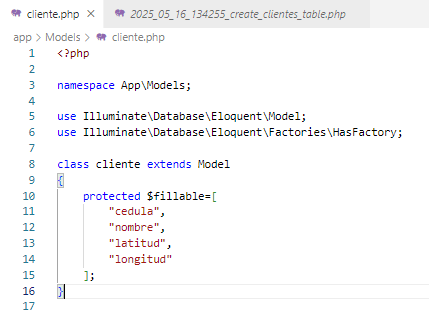 cliente.php × 2025_05_16_134255_create_clientes_table.php
app > Models > cliente.php
1 <?php
2
3 namespace App\Models;
4
5 use Illuminate\Database\Eloquent\Model;
6 use Illuminate\Database\Eloquent\Factories\HasFactory;
7
8 class cliente extends Model
9 {
10     protected $fillable=[
11         "cedula",
12         "nombre",
13         "latitud",
14         "longitud"
15     ];
16 }
17